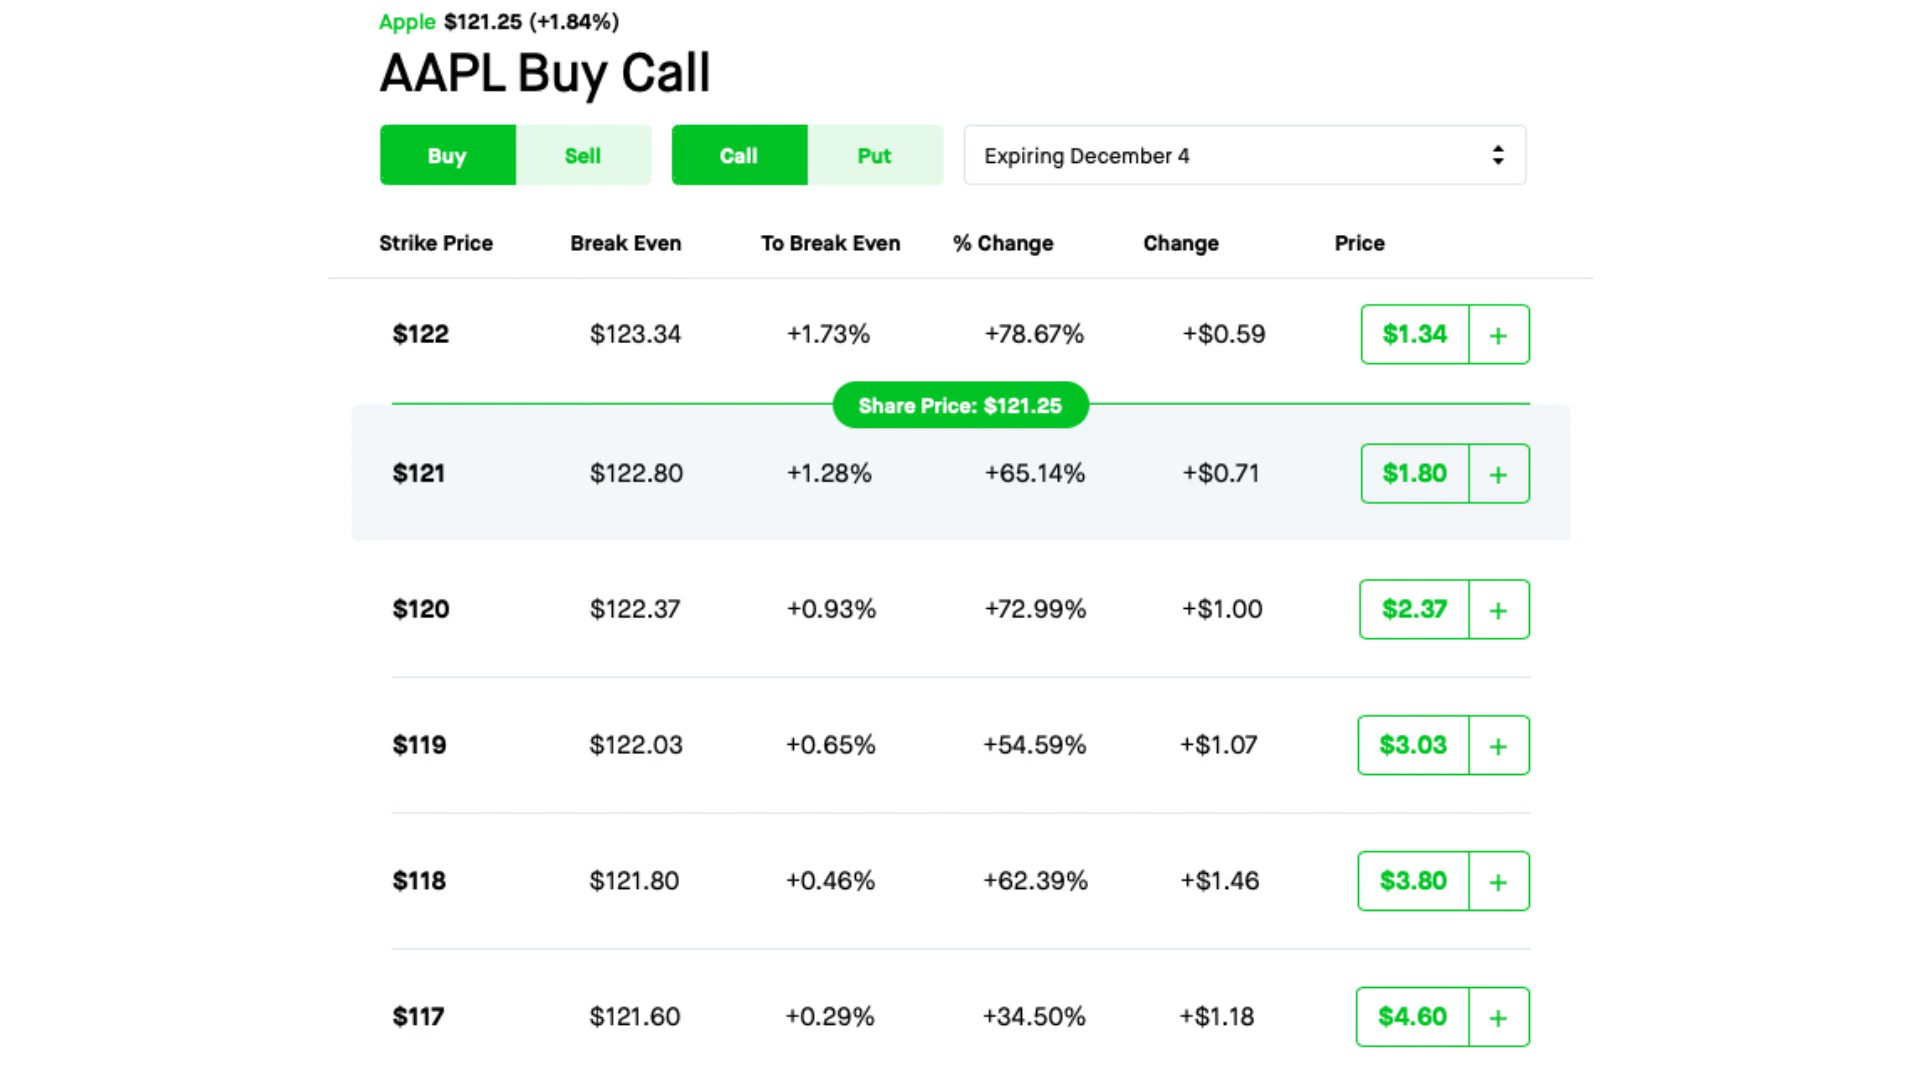 Apple $121.25 (+1.84%)
AAPL Buy Call
Buy Sell Call Put Expiring December 4
Strike Price Break Even To Break Even % Change Change Price
$122 $123.34 +1.73% +78.67% +$0.59 $1.34 +
Share Price: $121.25
$121 $122.80 +1.28% +65.14% +$0.71 $1.80 +
$120 $122.37 +0.93% +72.99% +$1.00 $2.37 +
$119 $122.03 +0.65% +54.59% +$1.07 $3.03 +
$118 $121.80 +0.46% +62.39% +$1.46 $3.80 +
$117 $121.60 +0.29% +34.50% +$1.18 $4.60 +